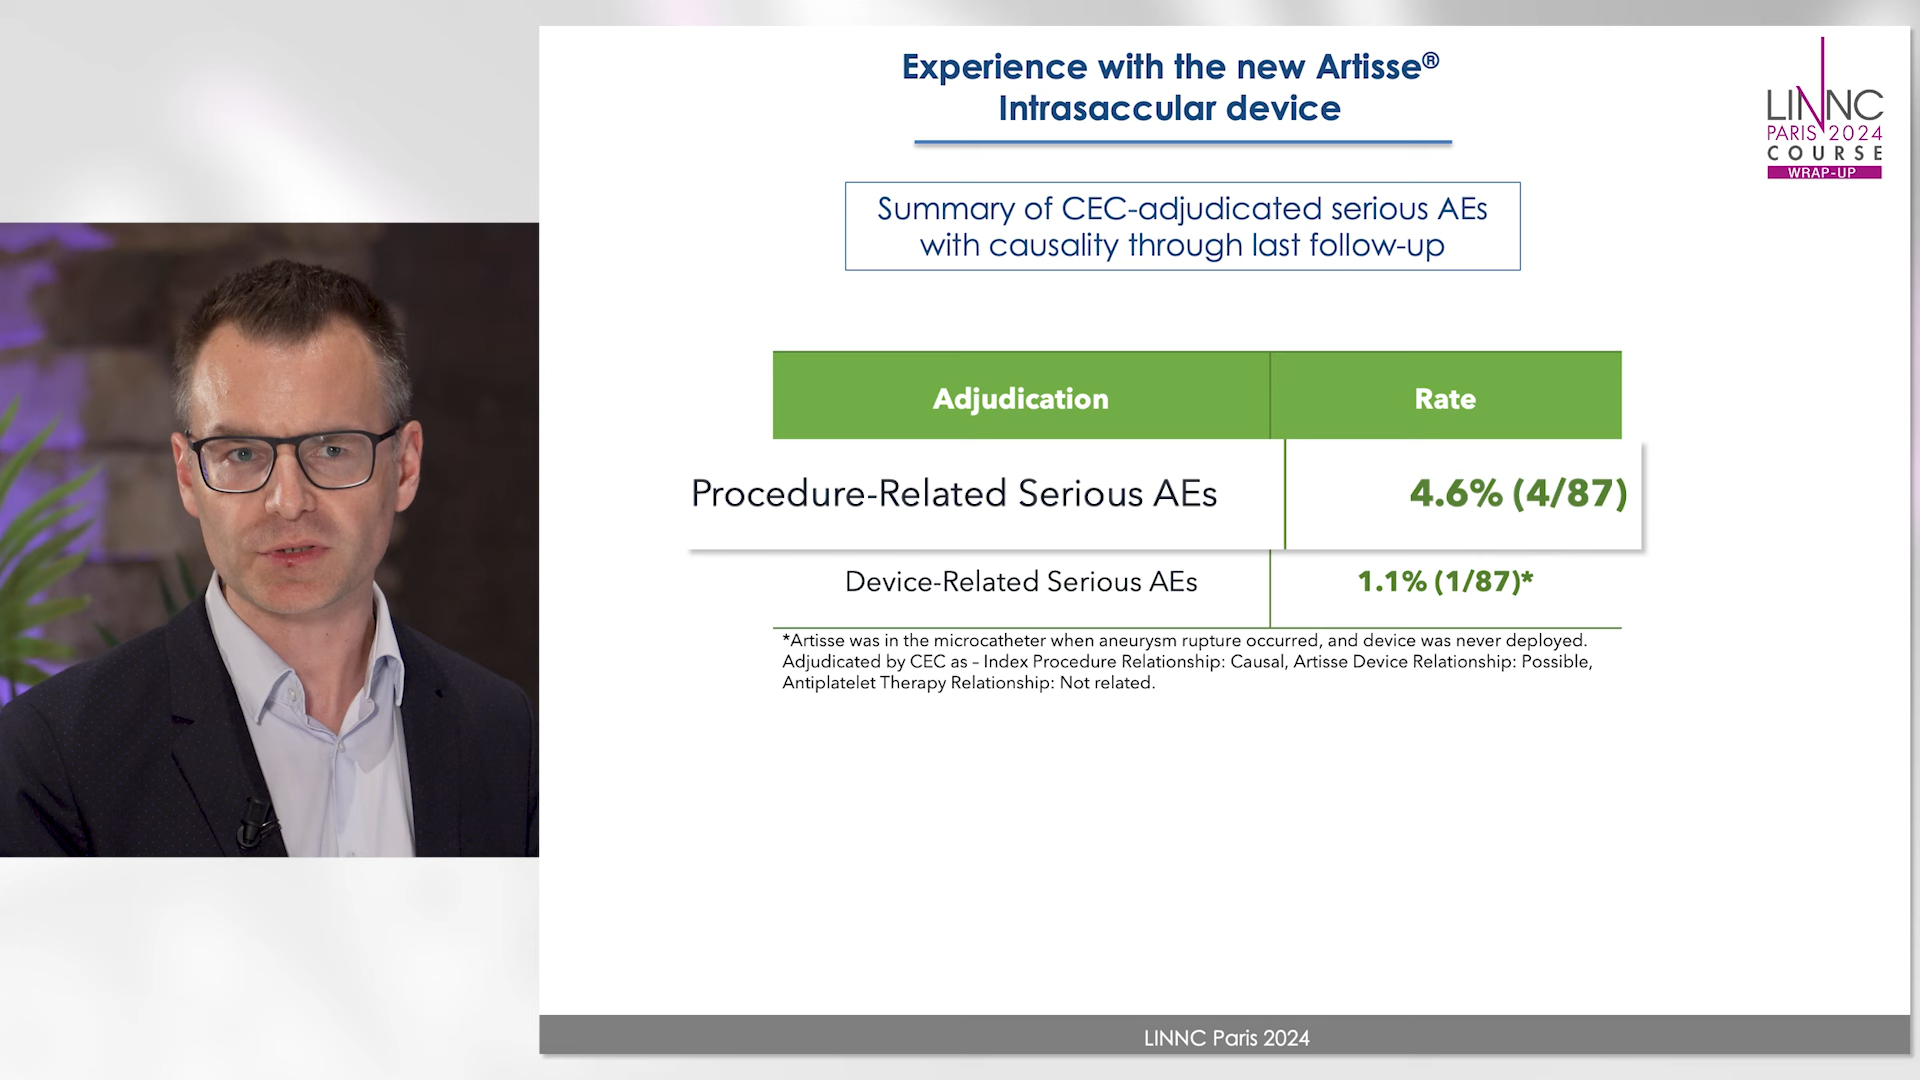 Experience with the new Artisse®
Intrasaccular device
LINNC
PARIS 2024
COURSE
WRAP-UP
Summary of CEC-adjudicated serious AEs
with causality through last follow-up
Adjudication Rate
Procedure-Related Serious AEs 4.6% (4/87)
Device-Related Serious AEs 1.1% (1/87)*
*Artisse was in the microcatheter when aneurysm rupture occurred, and device was never deployed.
Adjudicated by CEC as – Index Procedure Relationship: Causal, Artisse Device Relationship: Possible,
Antiplatelet Therapy Relationship: Not related.
LINNC Paris 2024